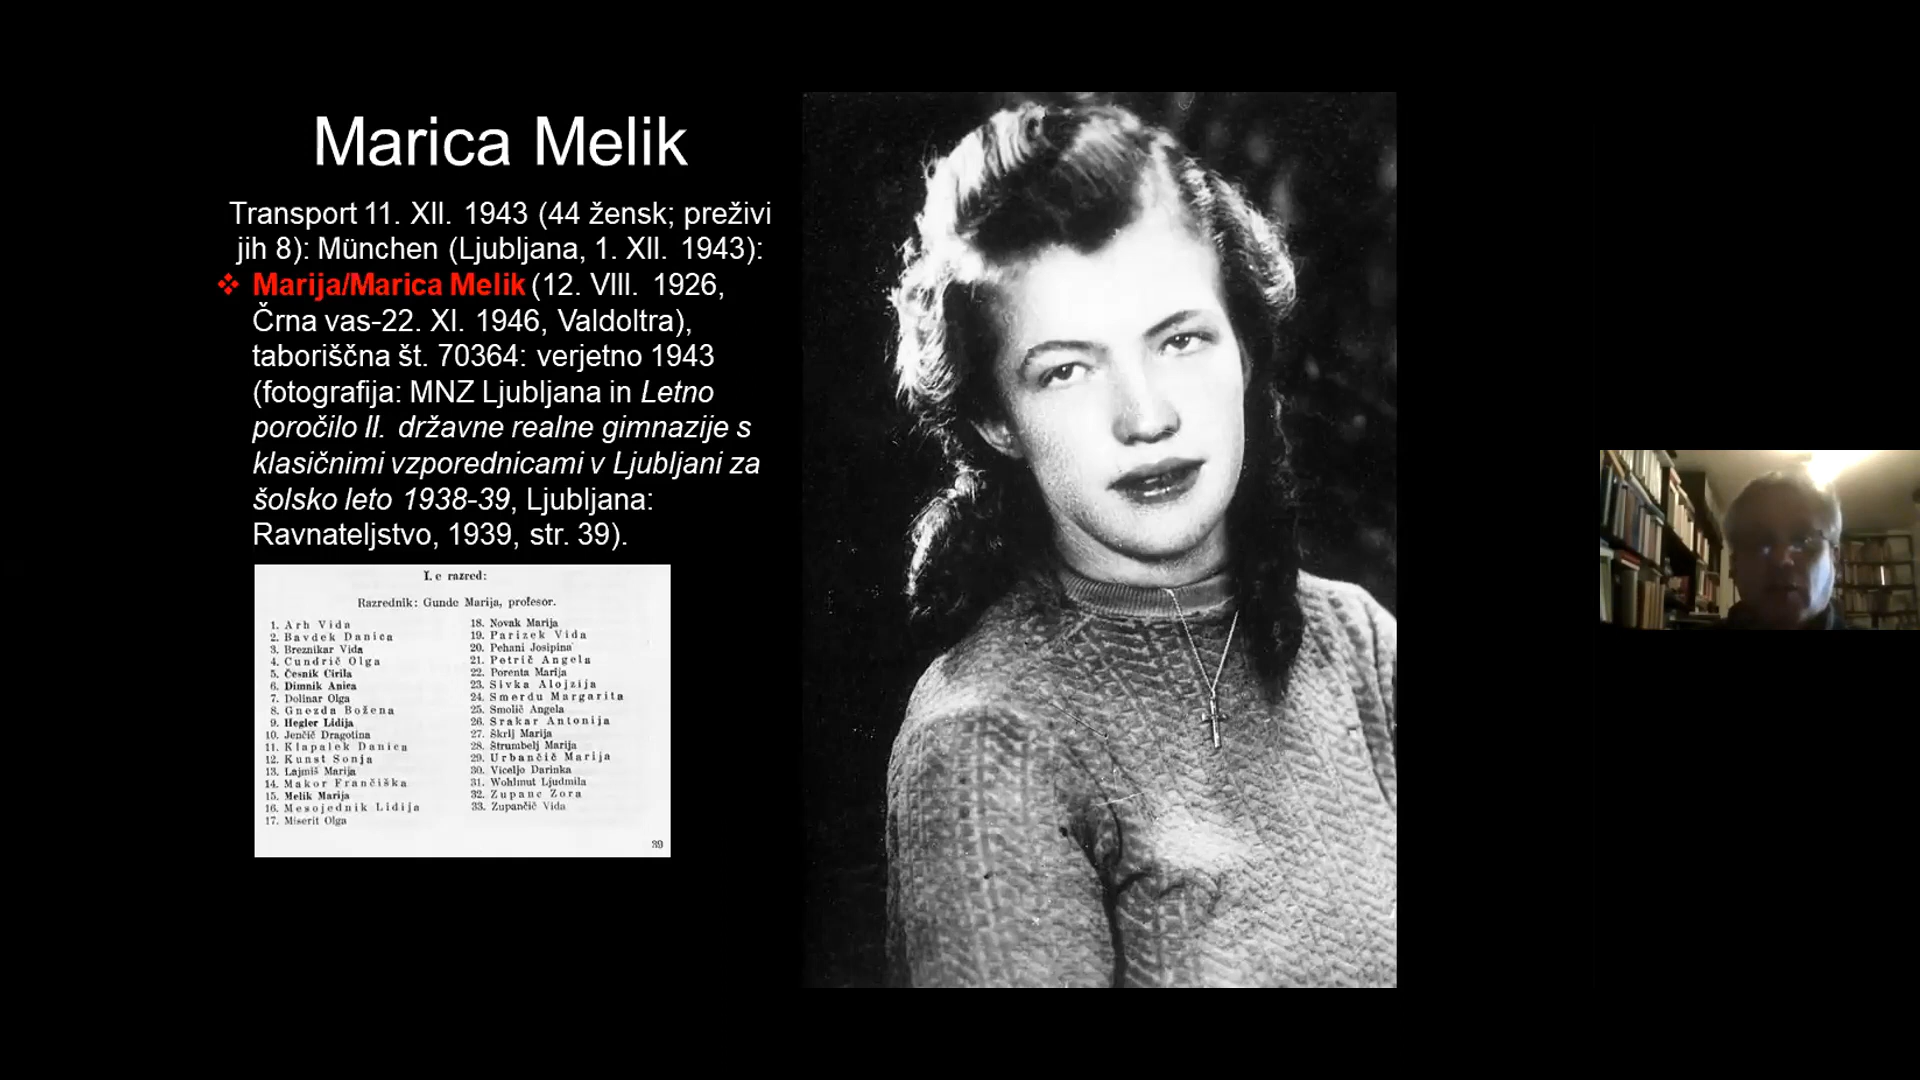 Marica Melik
Transport 11. XII. 1943 (44 žensk; preživi
jih 8): München (Ljubljana, 1. XII. 1943):
❖ Marija/Marica Melik (12. VIII. 1926,
Črna vas-22. XI. 1946, Valdoltra),
taboriščna št. 70364: verjetno 1943
(fotografija: MNZ Ljubljana in Letno
poročilo II. državne realne gimnazije s
klasičnimi vzporednicami v Ljubljani za
šolsko leto 1938-39, Ljubljana:
Ravnateljstvo, 1939, str. 39).
I. e razred:
Razrednik: Gunde Marija, profesor.
1. Arh Vida
2. Bavdek Danica
3. Breznikar Vida
4. Cundrič Olga
5. Česnik Cirila
6. Dimnik Anica
7. Dolinar Olga
8. Gnezda Božena
9. Hegler Lidija
10. Jenčič Dragotina
11. Klapalek Danica
12. Kunst Sonja
13. Lajmiš Marija
14. Makor Frančiška
15. Melik Marija
16. Mesojednik Lidija
17. Miserit Olga
18. Novak Marija
19. Parizek Vida
20. Pehani Josipina
21. Petrič Angela
22. Porenta Marija
23. Sivka Alojzija
24. Smerdu Margarita
25. Smolič Angela
26. Srakar Antonija
27. Škrlj Marija
28. Štrumbelj Marija
29. Urbančič Marija
30. Viceljo Darinka
31. Wohlmut Ljudmila
32. Zupanc Zora
33. Zupančič Vida
39